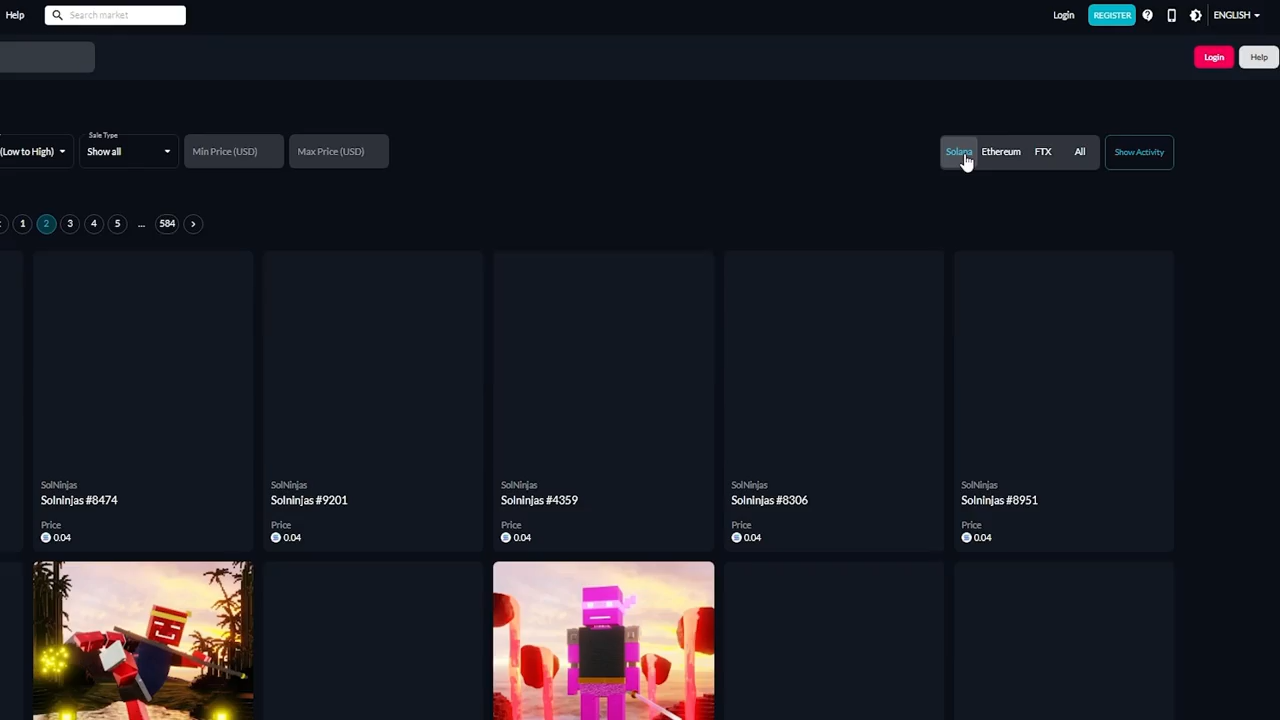 Help
Search market
Login
REGISTER
ENGLISH
Login
Help
(Low to High)
Sale Type
Show all
Min Price (USD)
Max Price (USD)
Solana
Ethereum
FTX
All
Show Activity
1
2
3
4
5
...
584
SolNinjas
Solninjas #8474
Price
0.04
SolNinjas
Solninjas #9201
Price
0.04
SolNinjas
Solninjas #4359
Price
0.04
SolNinjas
Solninjas #8306
Price
0.04
SolNinjas
Solninjas #8951
Price
0.04